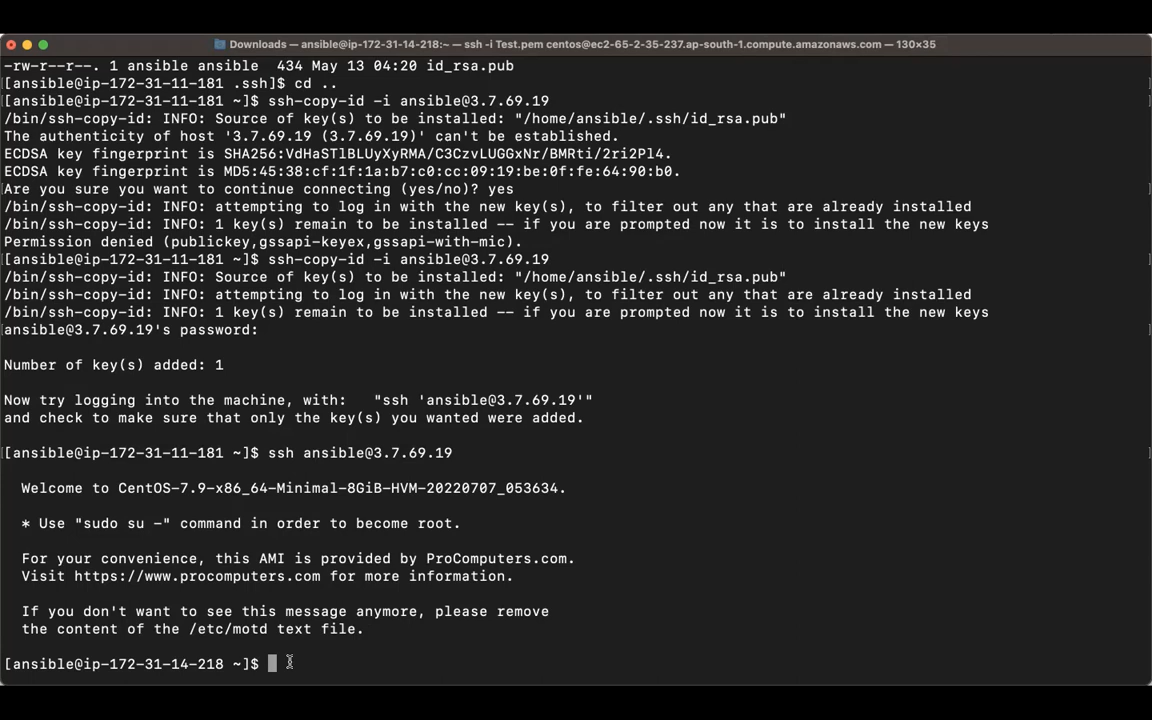 Downloads — ansible@ip-172-31-14-218:~ — ssh -i Test.pem centos@ec2-65-2-35-237.ap-south-1.compute.amazonaws.com — 130×35
-rw-r--r--. 1 ansible ansible  434 May 13 04:20 id_rsa.pub
[ansible@ip-172-31-11-181 .ssh]$ cd ..
[ansible@ip-172-31-11-181 ~]$ ssh-copy-id -i ansible@3.7.69.19
/bin/ssh-copy-id: INFO: Source of key(s) to be installed: "/home/ansible/.ssh/id_rsa.pub"
The authenticity of host '3.7.69.19 (3.7.69.19)' can't be established.
ECDSA key fingerprint is SHA256:VdHaSTlBLUyXyRMA/C3CzvLUGGxNr/BMRti/2ri2Pl4.
ECDSA key fingerprint is MD5:45:38:cf:1f:1a:b7:c0:cc:09:19:be:0f:fe:64:90:b0.
Are you sure you want to continue connecting (yes/no)? yes
/bin/ssh-copy-id: INFO: attempting to log in with the new key(s), to filter out any that are already installed
/bin/ssh-copy-id: INFO: 1 key(s) remain to be installed -- if you are prompted now it is to install the new keys
Permission denied (publickey,gssapi-keyex,gssapi-with-mic).
[ansible@ip-172-31-11-181 ~]$ ssh-copy-id -i ansible@3.7.69.19
/bin/ssh-copy-id: INFO: Source of key(s) to be installed: "/home/ansible/.ssh/id_rsa.pub"
/bin/ssh-copy-id: INFO: attempting to log in with the new key(s), to filter out any that are already installed
/bin/ssh-copy-id: INFO: 1 key(s) remain to be installed -- if you are prompted now it is to install the new keys
ansible@3.7.69.19's password:
Number of key(s) added: 1
Now try logging into the machine, with:   "ssh 'ansible@3.7.69.19'"
and check to make sure that only the key(s) you wanted were added.
[ansible@ip-172-31-11-181 ~]$ ssh ansible@3.7.69.19
Welcome to CentOS-7.9-x86_64-Minimal-8GiB-HVM-20220707_053634.
* Use "sudo su -" command in order to become root.
For your convenience, this AMI is provided by ProComputers.com.
Visit https://www.procomputers.com for more information.
If you don't want to see this message anymore, please remove
the content of the /etc/motd text file.
[ansible@ip-172-31-14-218 ~]$